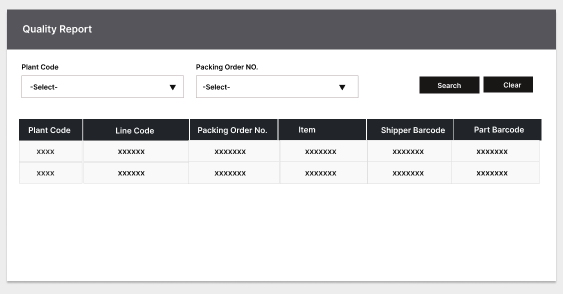 Quality Report
Plant Code Packing Order NO.
-Select- -Select- Search Clear
Plant Code Line Code Packing Order No. Item Shipper Barcode Part Barcode
xxxx xxxxxx xxxxxxx xxxxxxx xxxxxxx xxxxxxx
xxxx xxxxxx xxxxxxx xxxxxxx xxxxxxx xxxxxxx